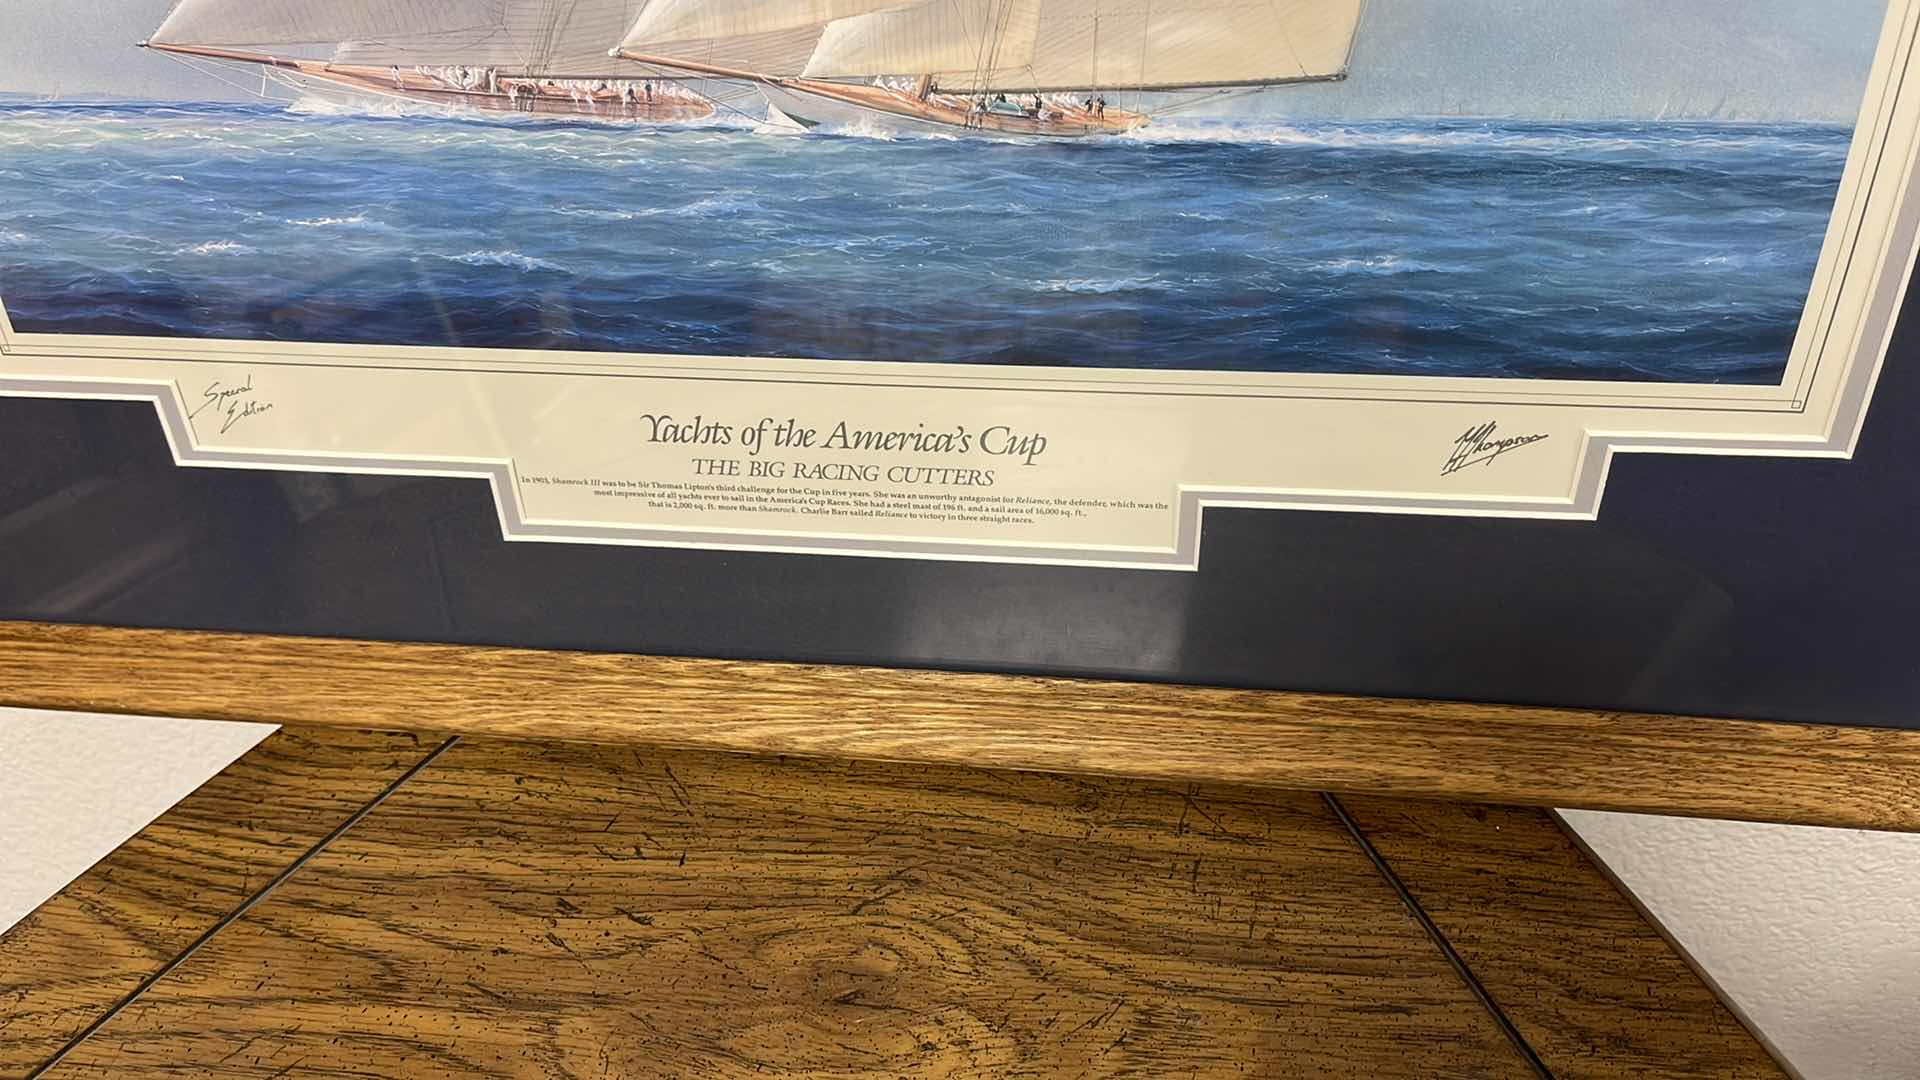 Special
Edition
Yachts of the America's Cup
THE BIG RACING CUTTERS
In 1903, Shamrock III was to be Sir Thomas Lipton's third challenge for the Cup in five years. She was an unworthy antagonist for Reliance, the defender, which was the
most impressive of all yachts ever to sail in the America's Cup Races. She had a steel mast of 196 ft. and a sail area of 16,000 sq. ft.,
that is 2,000 sq. ft. more than Shamrock. Charlie Barr sailed Reliance to victory in three straight races.